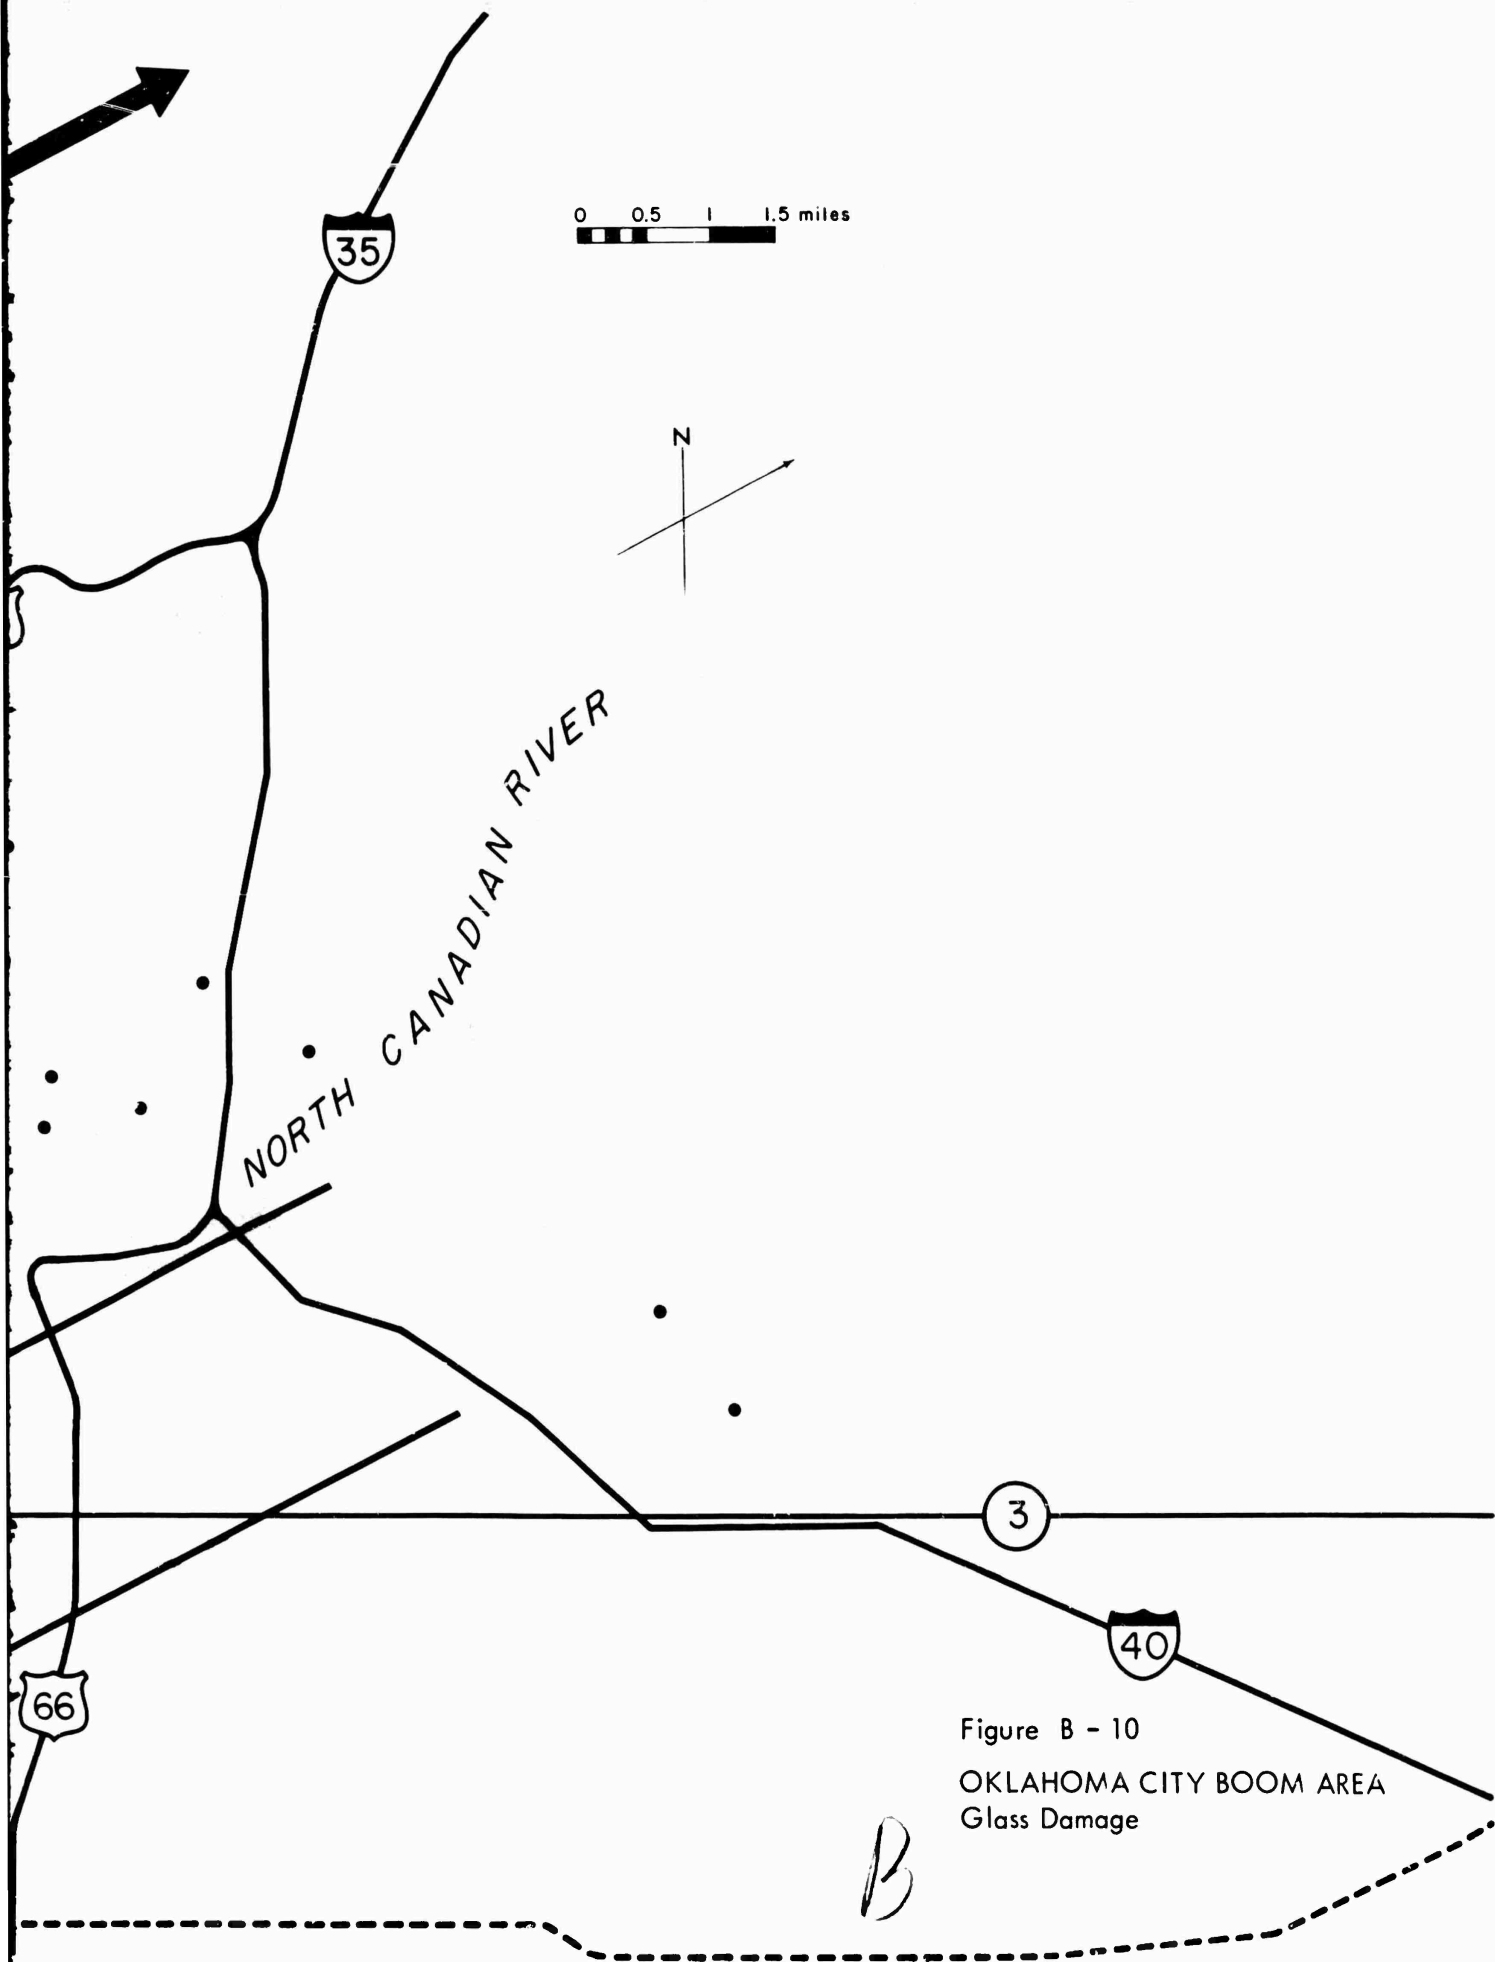 0 0.5 1 1.5 miles
35
N
NORTH CANADIAN RIVER
3
40
66
Figure B - 10
OKLAHOMA CITY BOOM AREA
Glass Damage
B